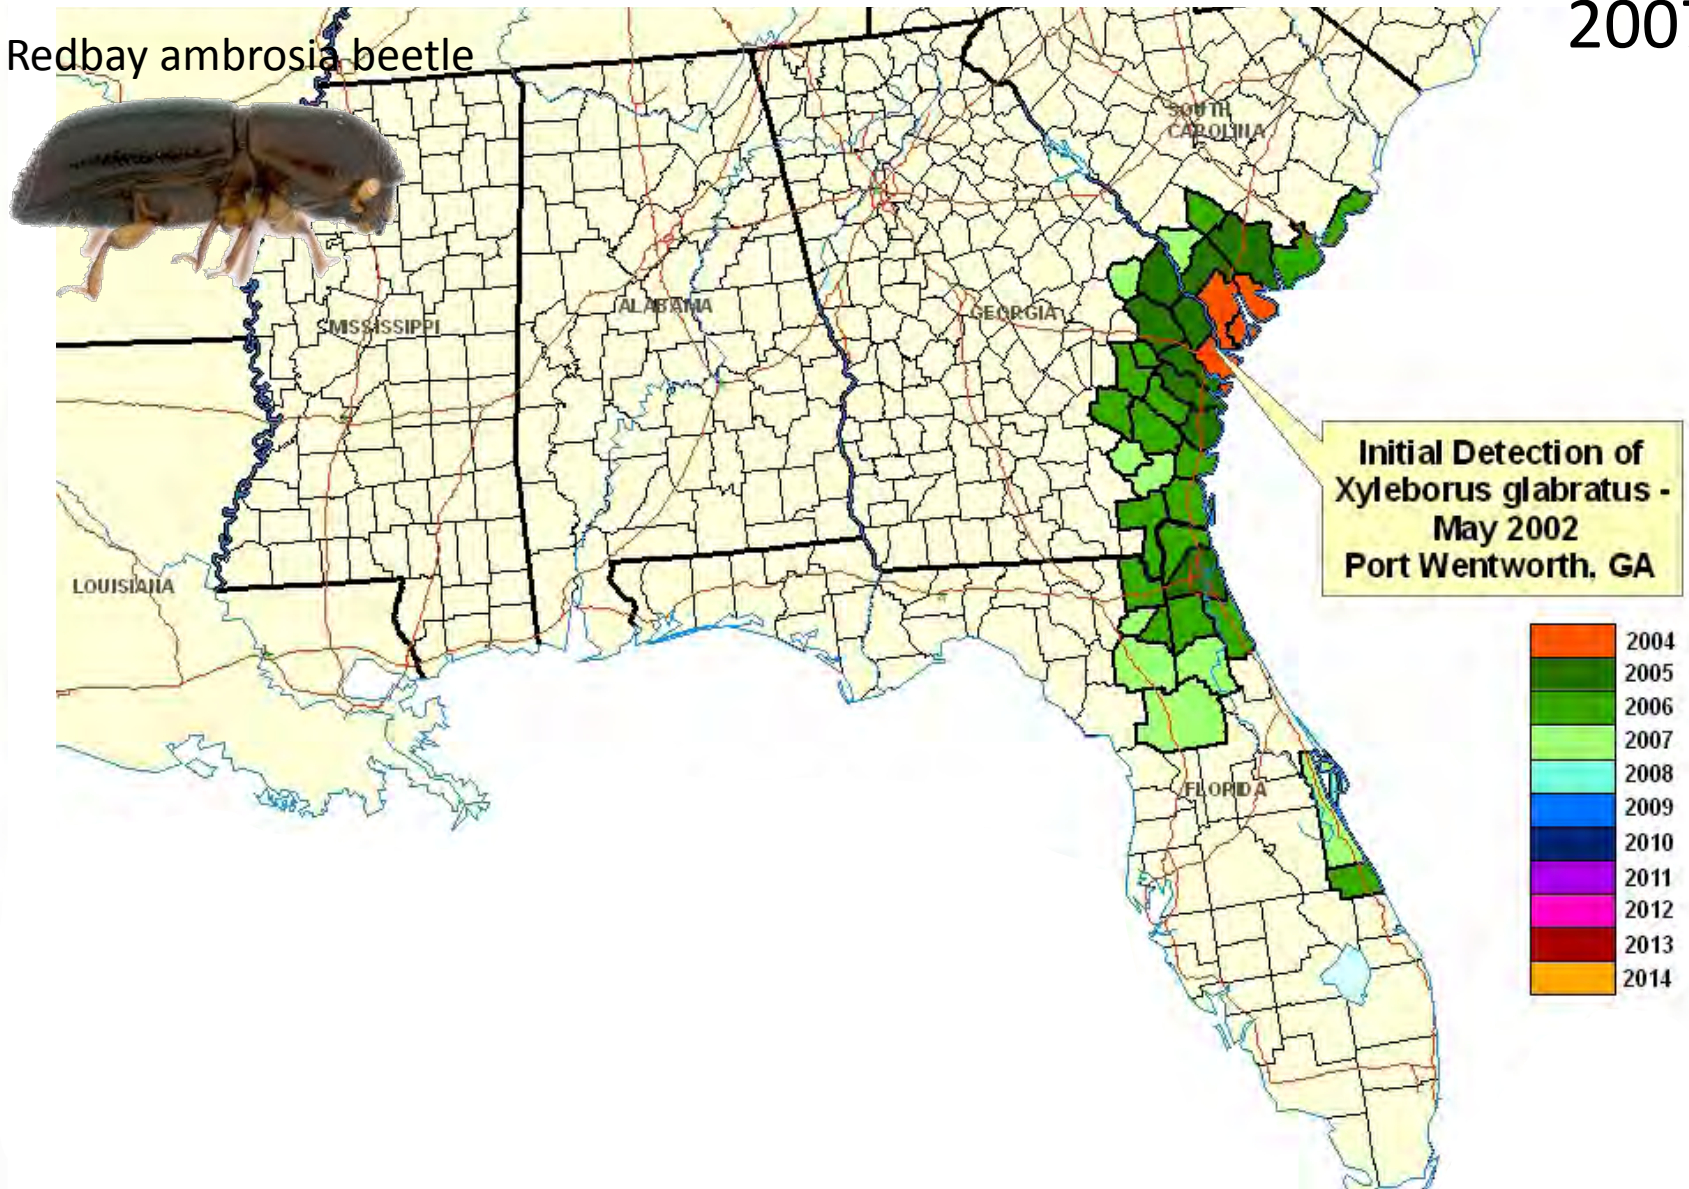 Redbay ambrosia beetle
SOUTH
CAROLINA
MISSISSIPPI
ALABAMA
GEORGIA
LOUISIANA
FLORIDA
Initial Detection of
Xyleborus glabratus -
May 2002
Port Wentworth, GA
2004
2005
2006
2007
2008
2009
2010
2011
2012
2013
2014